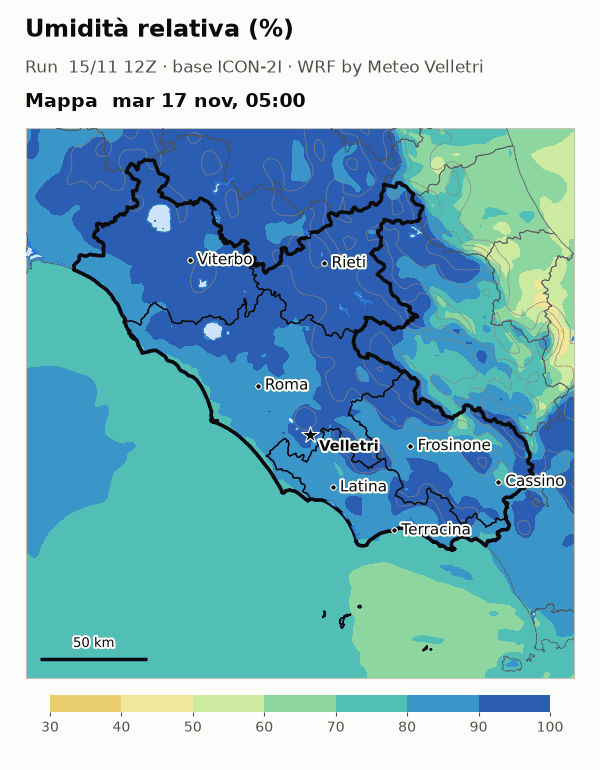 Umidità relativa (%)
Run  15/11 12Z · base ICON-2I · WRF by Meteo Velletri
Mappa  mar 17 nov, 05:00
Viterbo
Rieti
Roma
Velletri
Frosinone
Latina
Cassino
Terracina
50 km
30 40 50 60 70 80 90 100